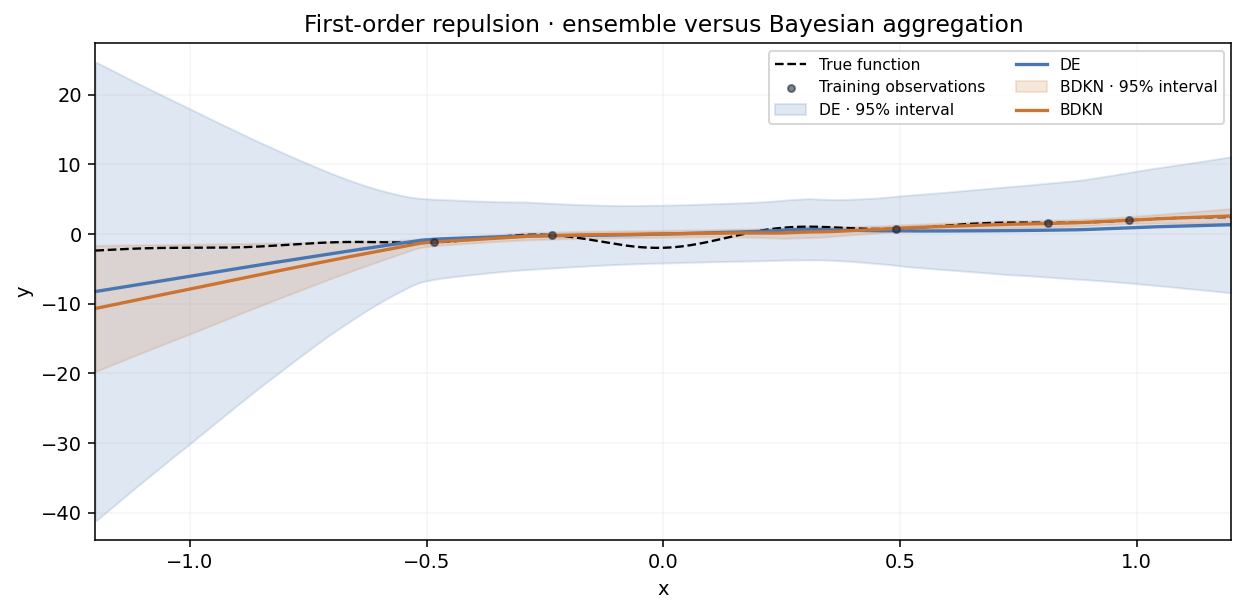 First-order repulsion · ensemble versus Bayesian aggregation
True function
Training observations
DE · 95% interval
DE
BDKN · 95% interval
BDKN
y
20
10
0
−10
−20
−30
−40
−1.0
−0.5
0.0
0.5
1.0
x